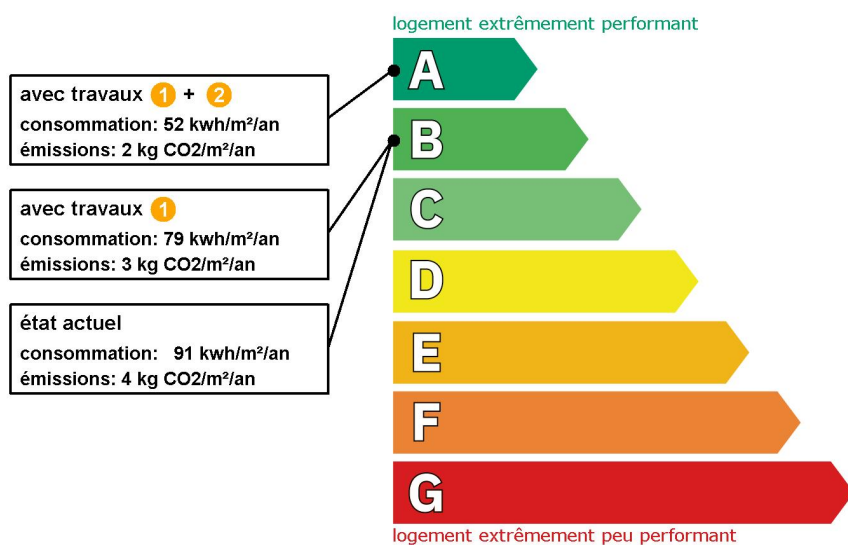 logement extrêmement performant
A
avec travaux 1 + 2
consommation: 52 kwh/m²/an
émissions: 2 kg CO2/m²/an
B
avec travaux 1
consommation: 79 kwh/m²/an
émissions: 3 kg CO2/m²/an
C
D
état actuel
consommation: 91 kwh/m²/an
émissions: 4 kg CO2/m²/an
E
F
G
logement extrêmement peu performant